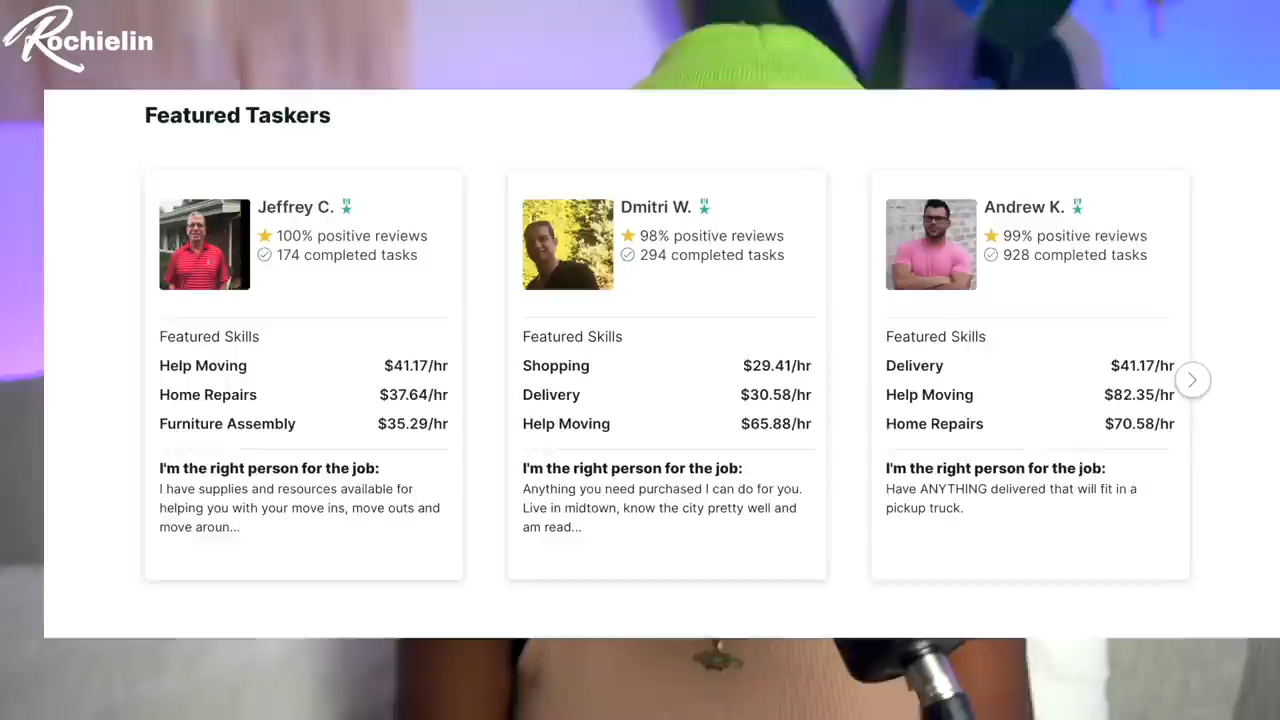 Rochielin
Featured Taskers
Jeffrey C.
100% positive reviews
174 completed tasks
Featured Skills
Help Moving $41.17/hr
Home Repairs $37.64/hr
Furniture Assembly $35.29/hr
I'm the right person for the job:
I have supplies and resources available for
helping you with your move ins, move outs and
move aroun...
Dmitri W.
98% positive reviews
294 completed tasks
Featured Skills
Shopping $29.41/hr
Delivery $30.58/hr
Help Moving $65.88/hr
I'm the right person for the job:
Anything you need purchased I can do for you.
Live in midtown, know the city pretty well and
am read...
Andrew K.
99% positive reviews
928 completed tasks
Featured Skills
Delivery $41.17/hr
Help Moving $82.35/hr
Home Repairs $70.58/hr
I'm the right person for the job:
Have ANYTHING delivered that will fit in a
pickup truck.